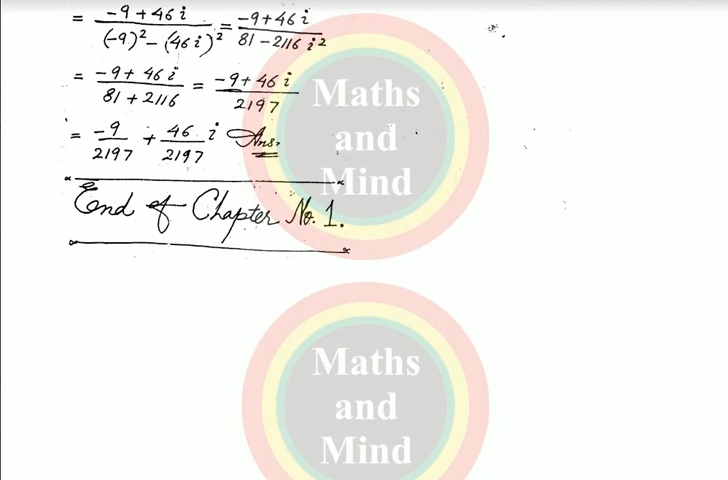 = -9+46i / (-9)² - (46i)² = -9+46i / 81-2116 i²
= -9+46i / 81+2116 = -9+46i / 2197
= -9/2197 + 46/2197 i Ans.
End of Chapter No. 1.
Maths
and
Mind
Maths
and
Mind